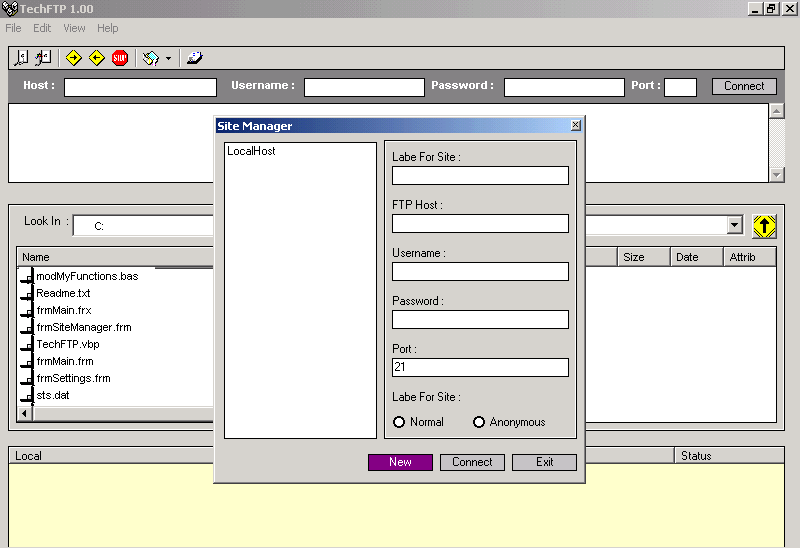 TechFTP 1.00
File Edit View Help
STOP
Host : Username : Password : Port : Connect
Site Manager
LocalHost
Labe For Site :
FTP Host :
Username :
Password :
Port :
21
Labe For Site :
Normal Anonymous
New Connect Exit
Look In : C:
Name Size Date Attrib
modMyFunctions.bas
Readme.txt
frmMain.frx
frmSiteManager.frm
TechFTP.vbp
frmMain.frm
frmSettings.frm
sts.dat
Local Status